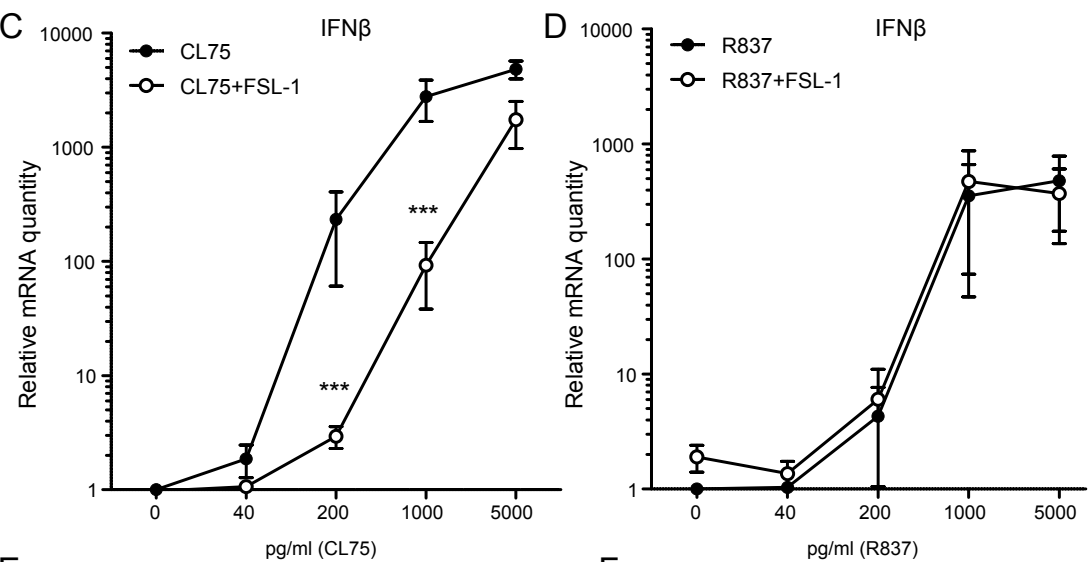 C
IFNβ
CL75
CL75+FSL-1
10000
1000
100
10
1
Relative mRNA quantity
***
***
0 40 200 1000 5000
pg/ml (CL75)
D
IFNβ
R837
R837+FSL-1
10000
1000
100
10
1
Relative mRNA quantity
0 40 200 1000 5000
pg/ml (R837)